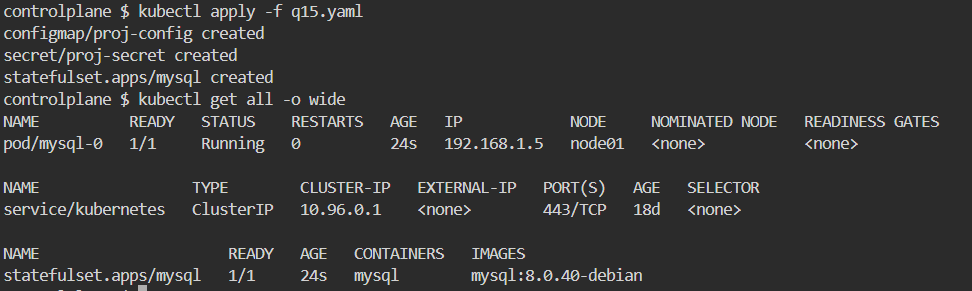 controlplane $ kubectl apply -f q15.yaml
configmap/proj-config created
secret/proj-secret created
statefulset.apps/mysql created
controlplane $ kubectl get all -o wide
NAME          READY   STATUS    RESTARTS   AGE   IP            NODE     NOMINATED NODE   READINESS GATES
pod/mysql-0   1/1     Running   0          24s   192.168.1.5   node01   <none>           <none>
NAME                 TYPE        CLUSTER-IP   EXTERNAL-IP   PORT(S)   AGE   SELECTOR
service/kubernetes   ClusterIP   10.96.0.1    <none>        443/TCP   18d   <none>
NAME                     READY   AGE   CONTAINERS   IMAGES
statefulset.apps/mysql   1/1     24s   mysql        mysql:8.0.40-debian